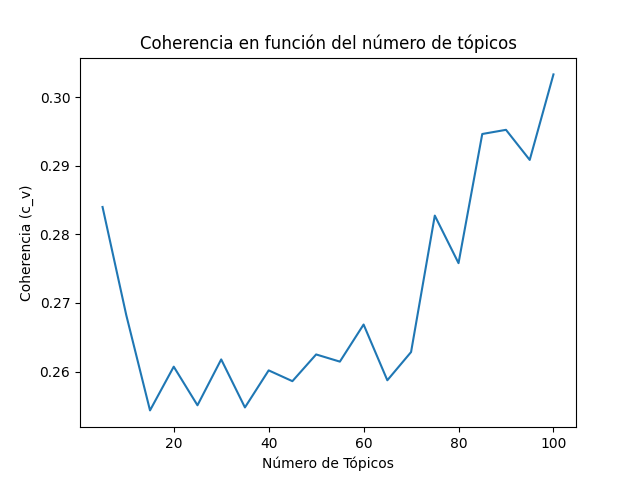 Coherencia en función del número de tópicos
0.30
0.29
0.28
0.27
0.26
Coherencia (c_v)
20 40 60 80 100
Número de Tópicos